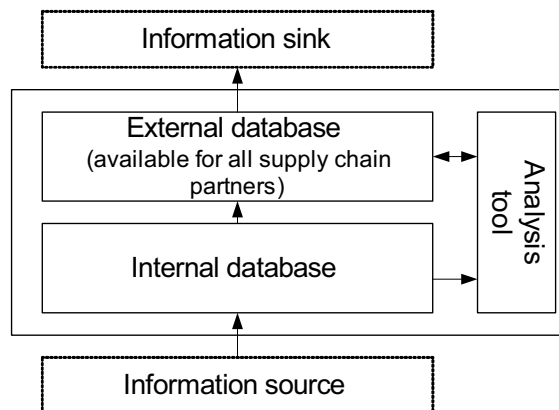 Information sink
External database
(available for all supply chain
partners)
Analysis
tool
Internal database
Information source